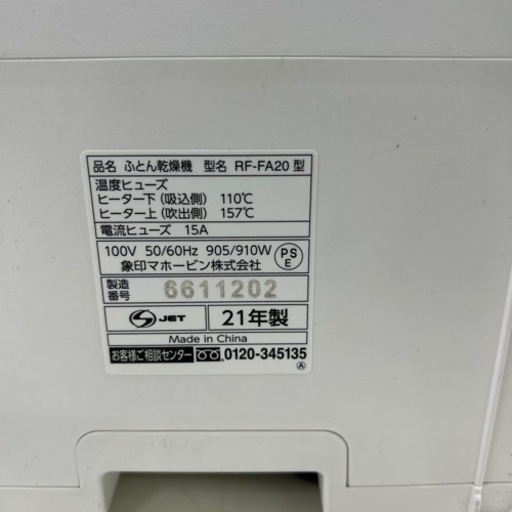 品名 ふとん乾燥機 型名 RF-FA20 型
温度ヒューズ
ヒーター下（吸込側） 110℃
ヒーター上（吹出側） 157℃
電流ヒューズ 15A
100V 50/60Hz 905/910W
象印マホービン株式会社
PS
E
製造
番号 6611202
JET 21年製
Made in China
お客様ご相談センター 0120-345135
Ⓐ